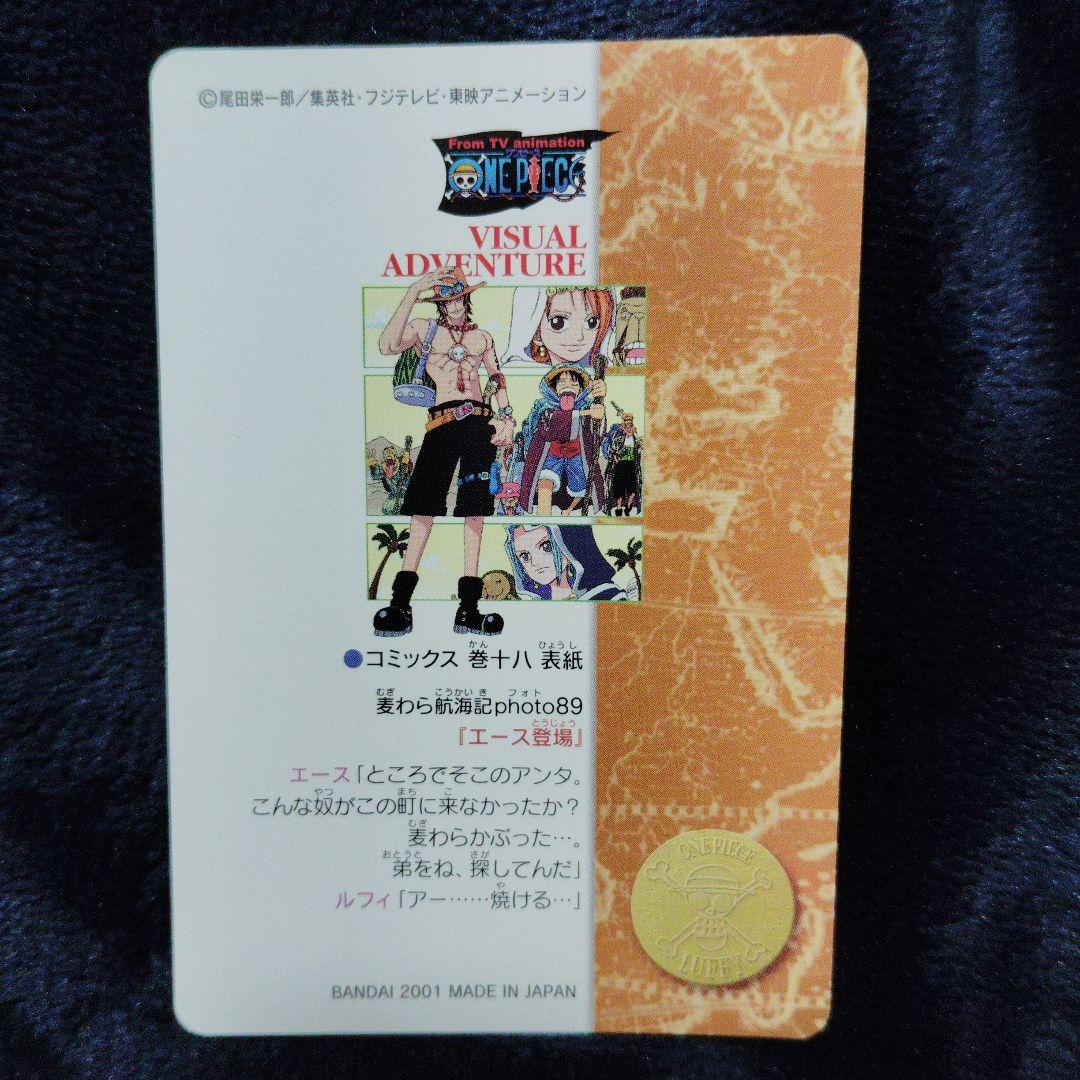 ©尾田栄一郎／集英社・フジテレビ・東映アニメーション
From TV animation
ONE PIECE
VISUAL
ADVENTURE
●コミックス 巻十八 表紙
麦わら航海記photo89
『エース登場』
エース「ところでそこのアンタ。
こんな奴がこの町に来なかったか？
麦わらかぶった…。
弟をね、探してんだ」
ルフィ「アー……焼ける…」
ONE PIECE
LUFFY
BANDAI 2001 MADE IN JAPAN